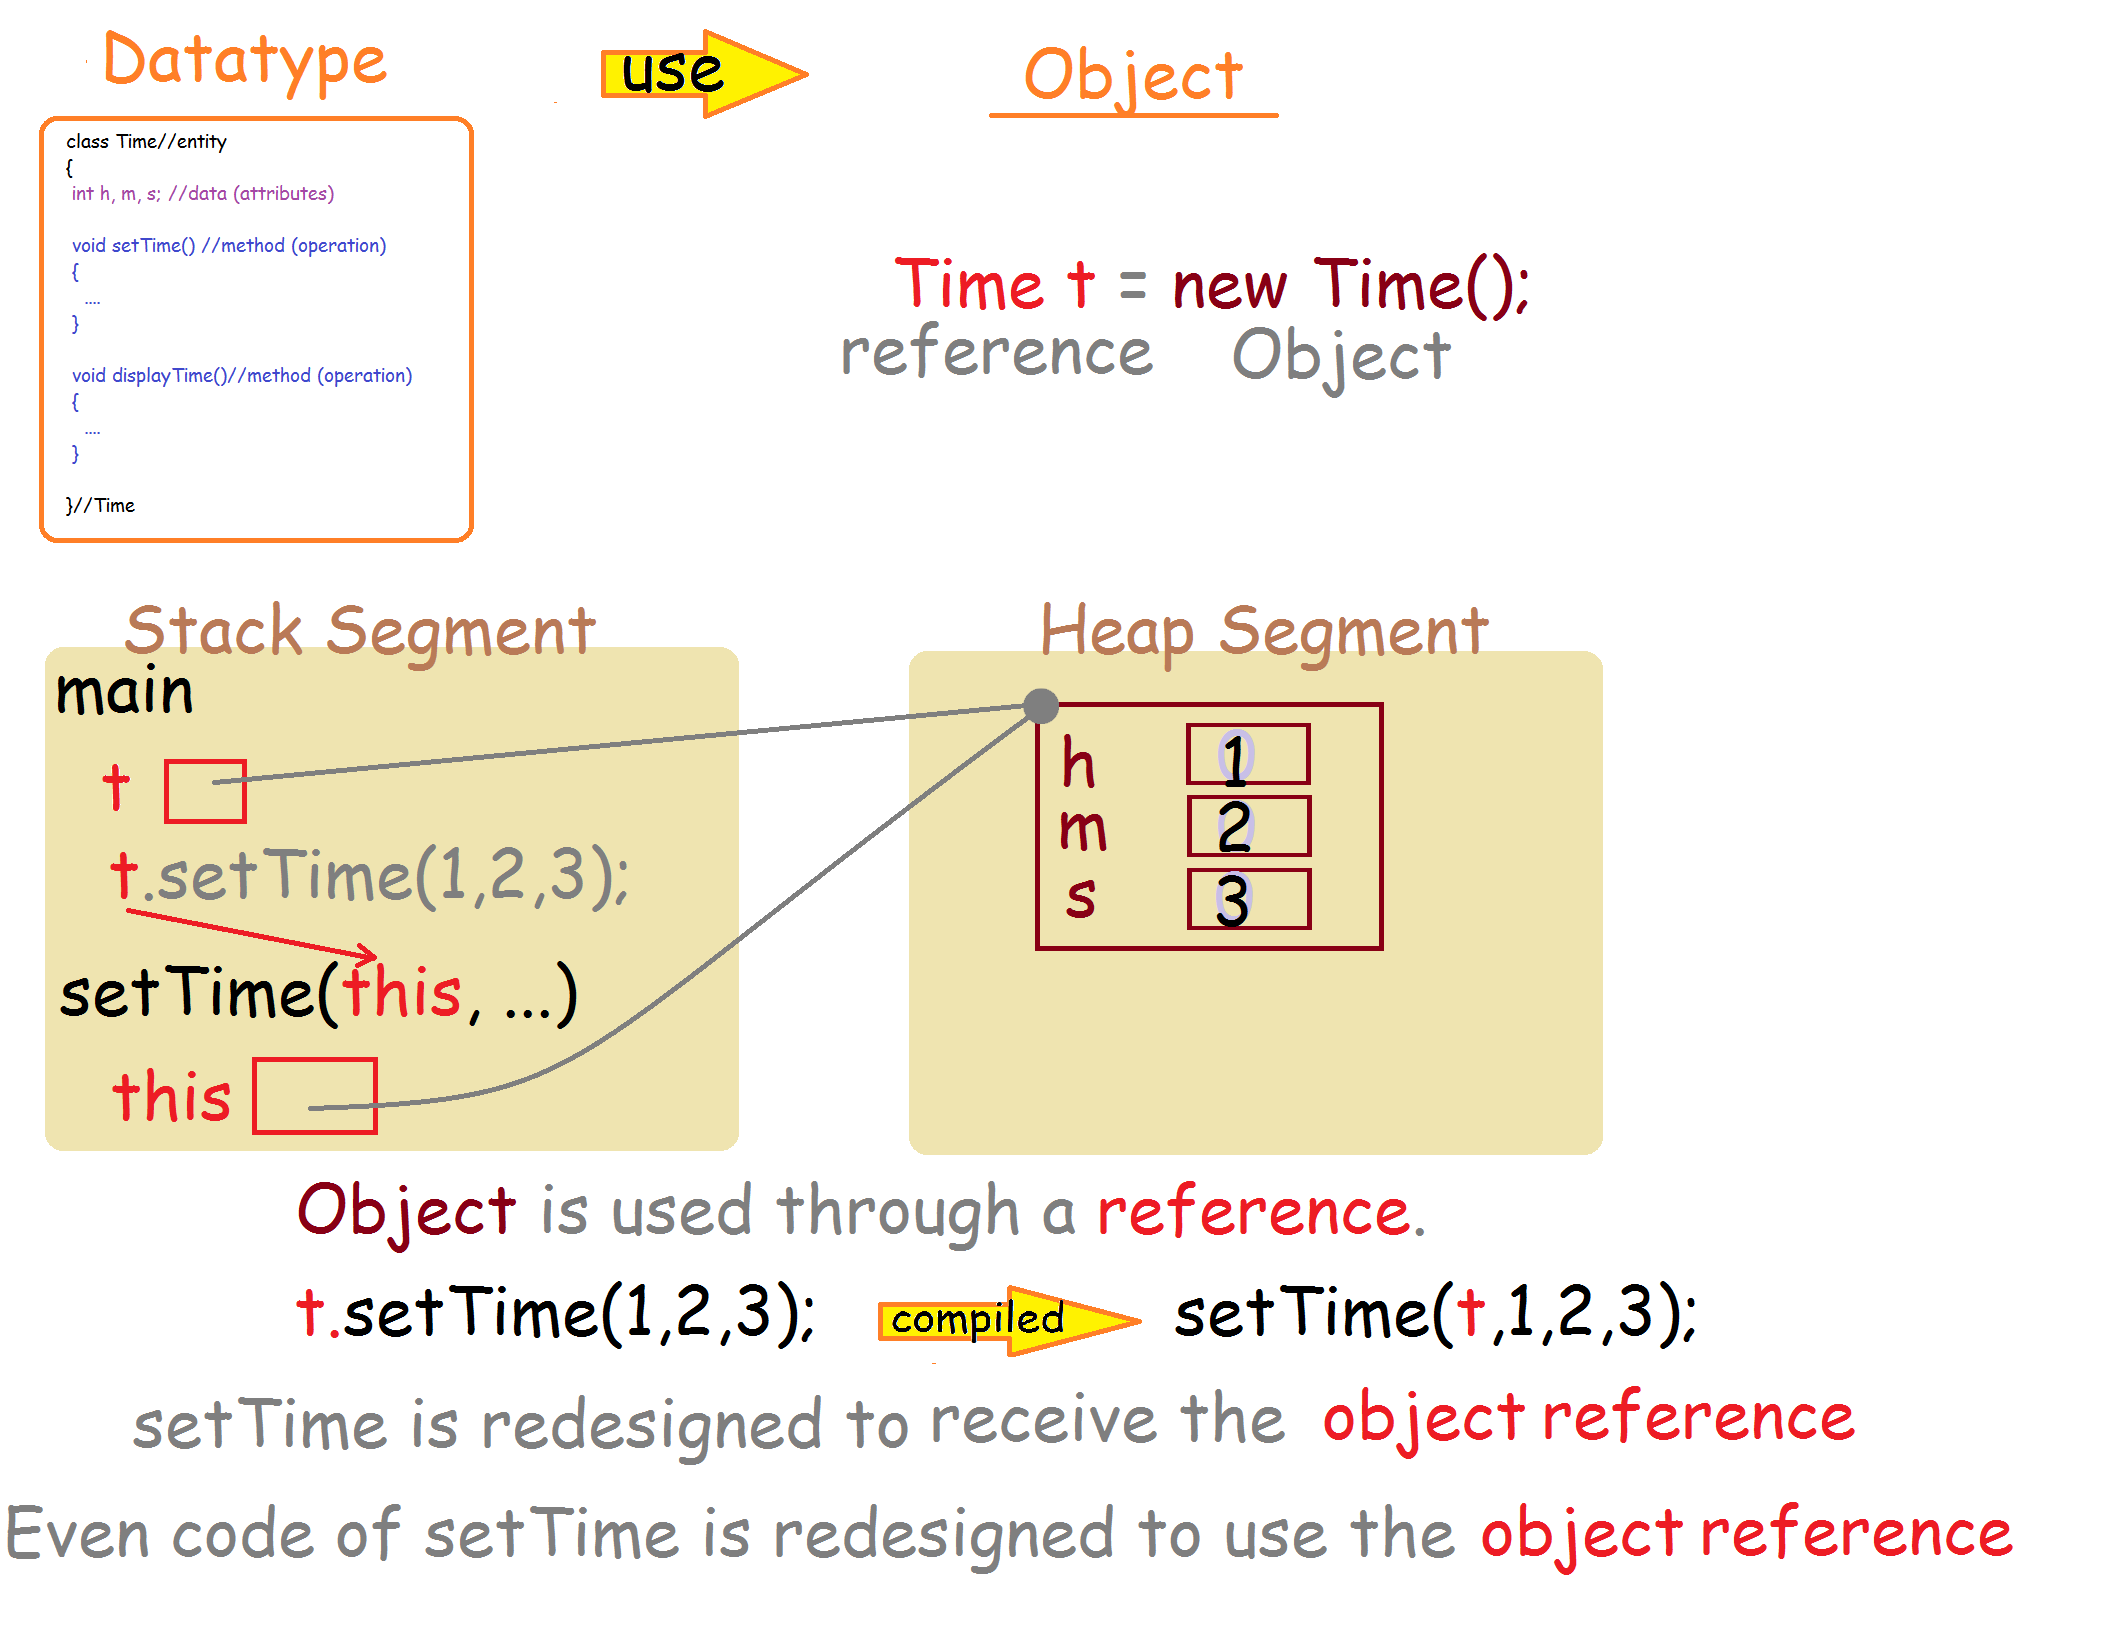 Datatype
use
Object
class Time//entity
{
int h, m, s; //data (attributes)
void setTime() //method (operation)
{
....
}
void displayTime()//method (operation)
{
....
}
}//Time
Time t = new Time();
reference Object
Stack Segment
Heap Segment
main
t
t.setTime(1,2,3);
setTime(this, ...)
this
h 1
m 2
s 3
Object is used through a reference.
t.setTime(1,2,3); compiled setTime(t,1,2,3);
setTime is redesigned to receive the object reference
Even code of setTime is redesigned to use the object reference